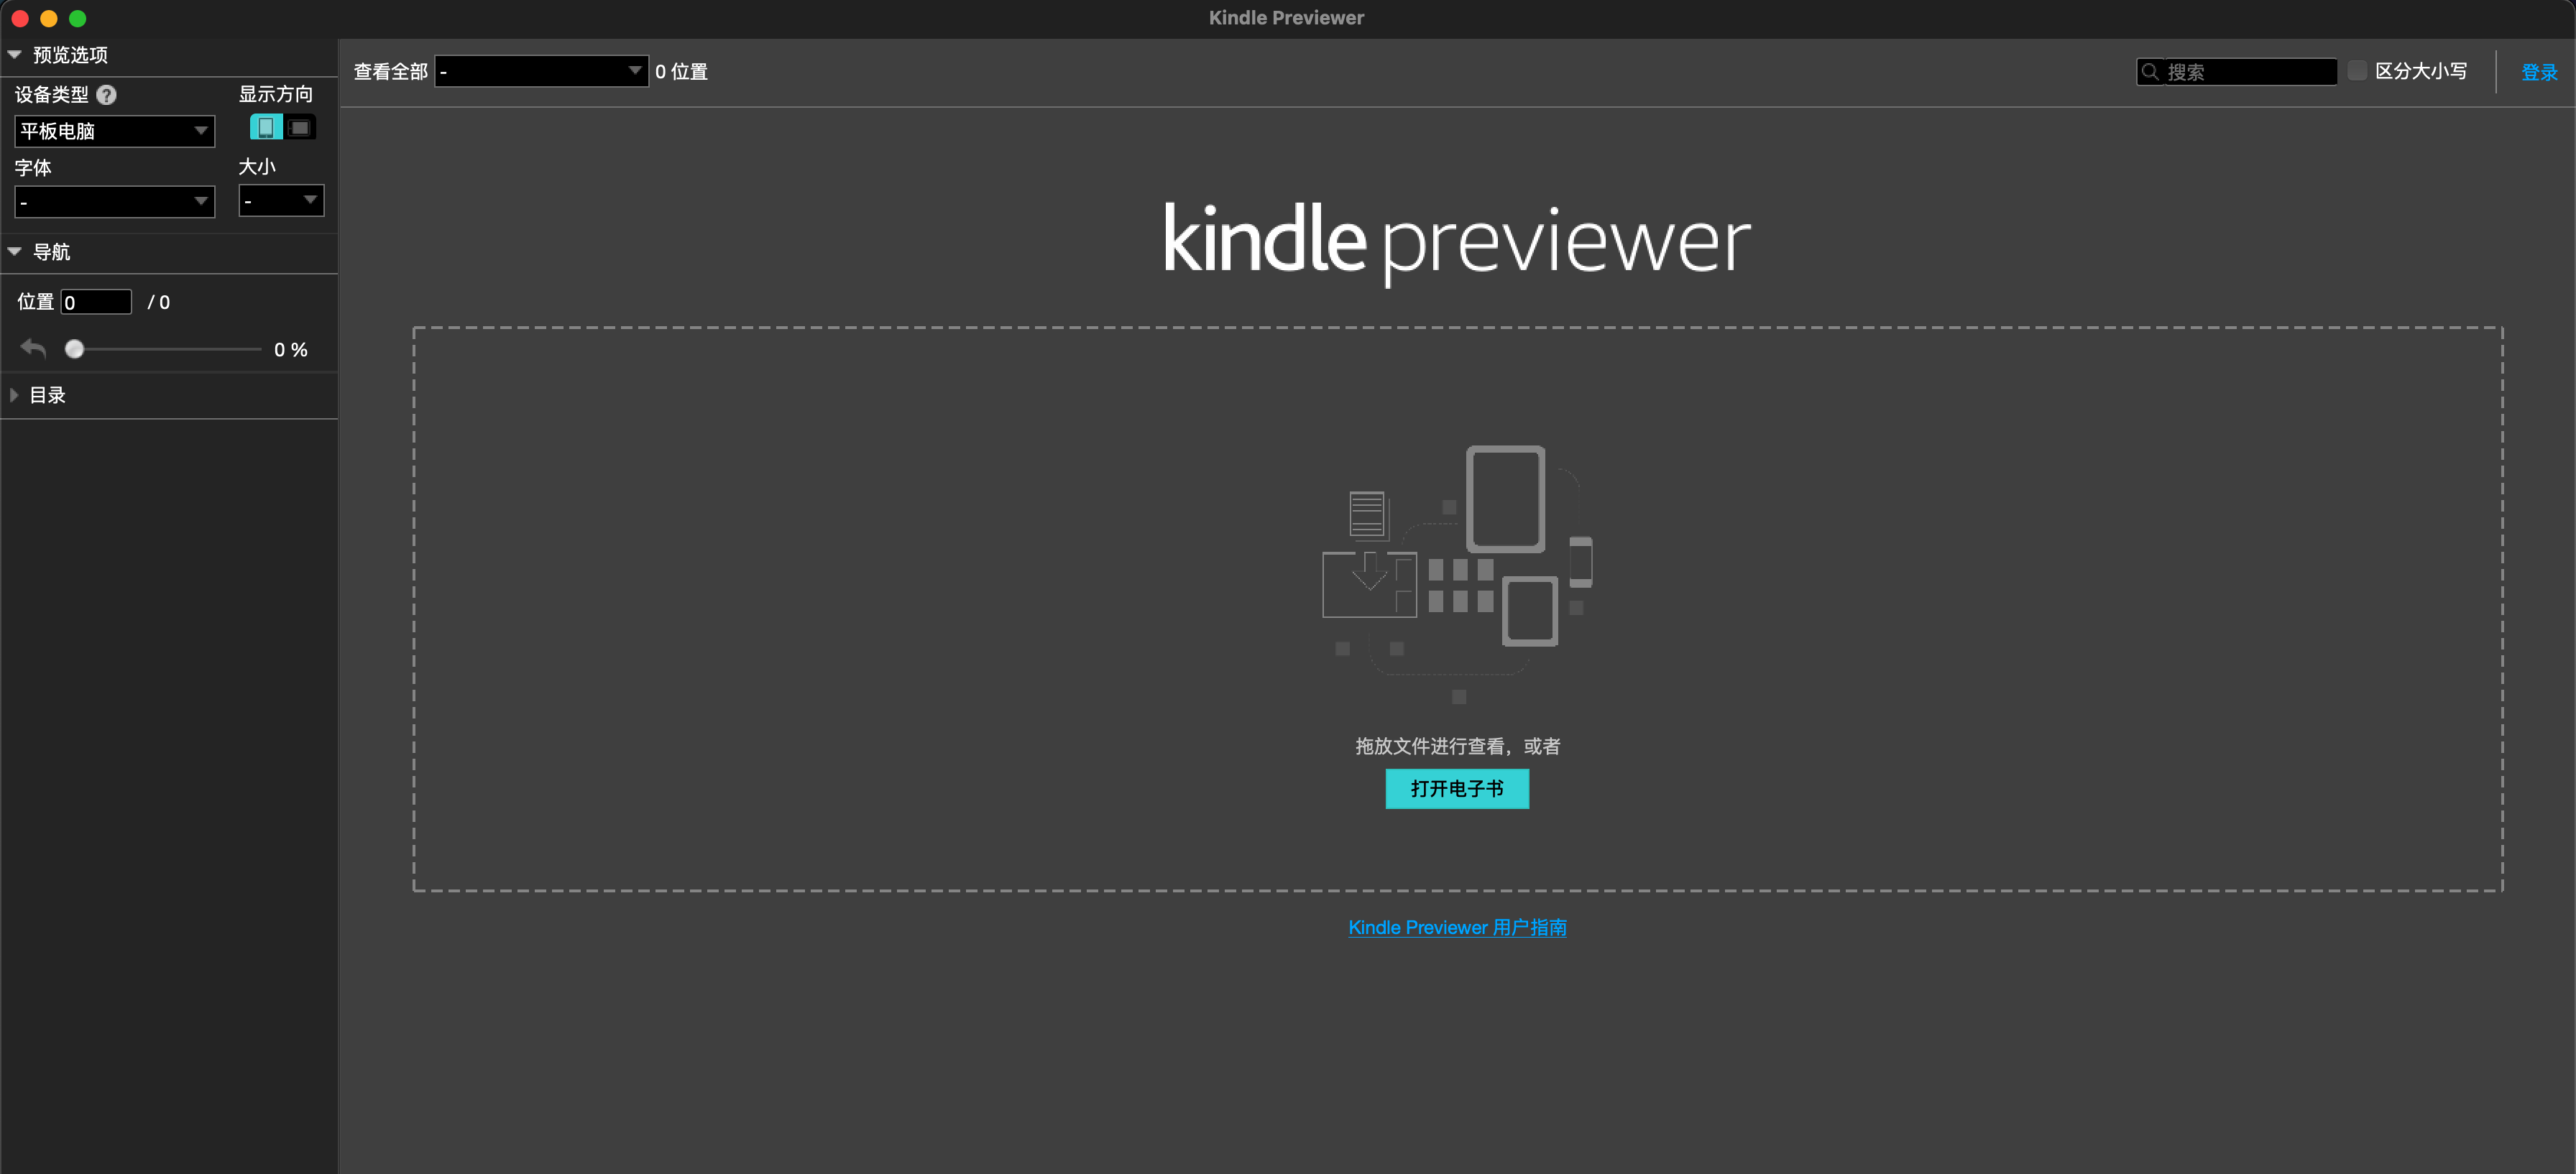 Kindle Previewer
预览选项
设备类型 ?
显示方向
平板电脑
字体
大小
-
-
导航
位置 0 / 0
0 %
目录
查看全部 - 0 位置
搜索
区分大小写
登录
kindle previewer
拖放文件进行查看，或者
打开电子书
Kindle Previewer 用户指南